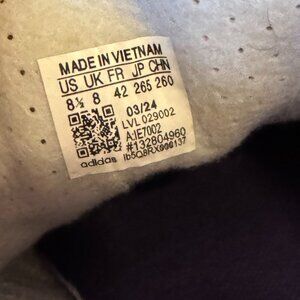 MADE IN VIETNAM
US UK FR JP CHN
8½ 8 42 265 260
03/24
LVL 029002
A:IE7002
#132804960
adidas Ib5Q8RX000137